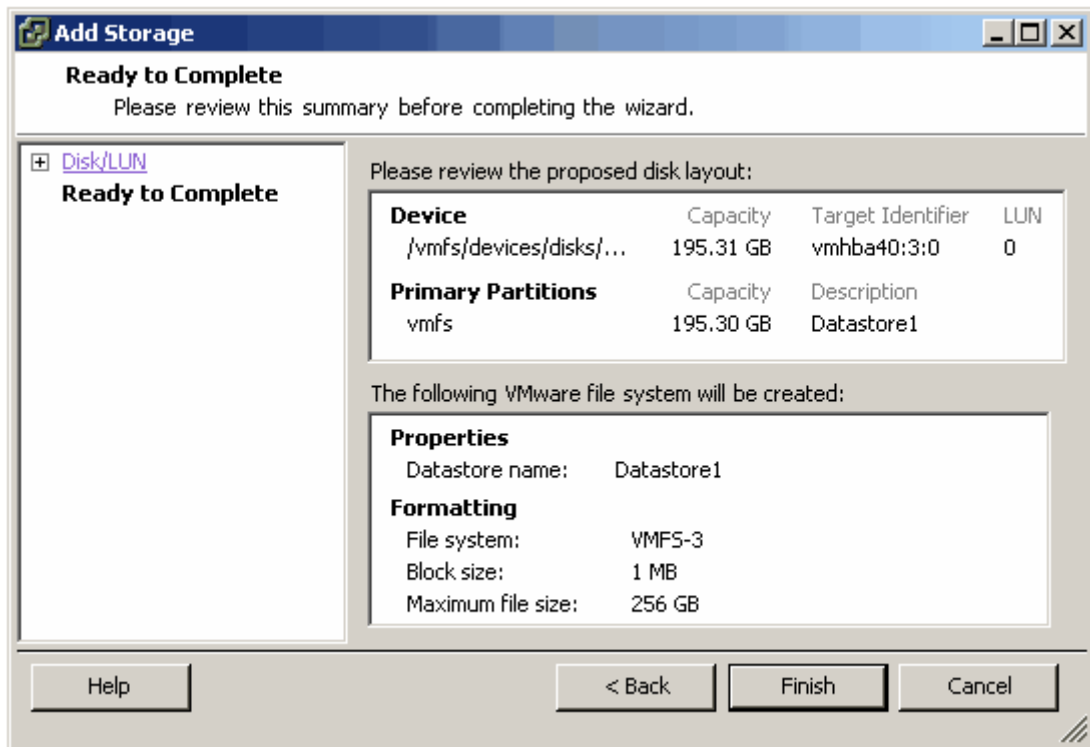 Add Storage
Ready to Complete
Please review this summary before completing the wizard.
Disk/LUN
Ready to Complete
Please review the proposed disk layout:
Device Capacity Target Identifier LUN
/vmfs/devices/disks/... 195.31 GB vmhba40:3:0 0
Primary Partitions Capacity Description
vmfs 195.30 GB Datastore1
The following VMware file system will be created:
Properties
Datastore name: Datastore1
Formatting
File system: VMFS-3
Block size: 1 MB
Maximum file size: 256 GB
Help < Back Finish Cancel